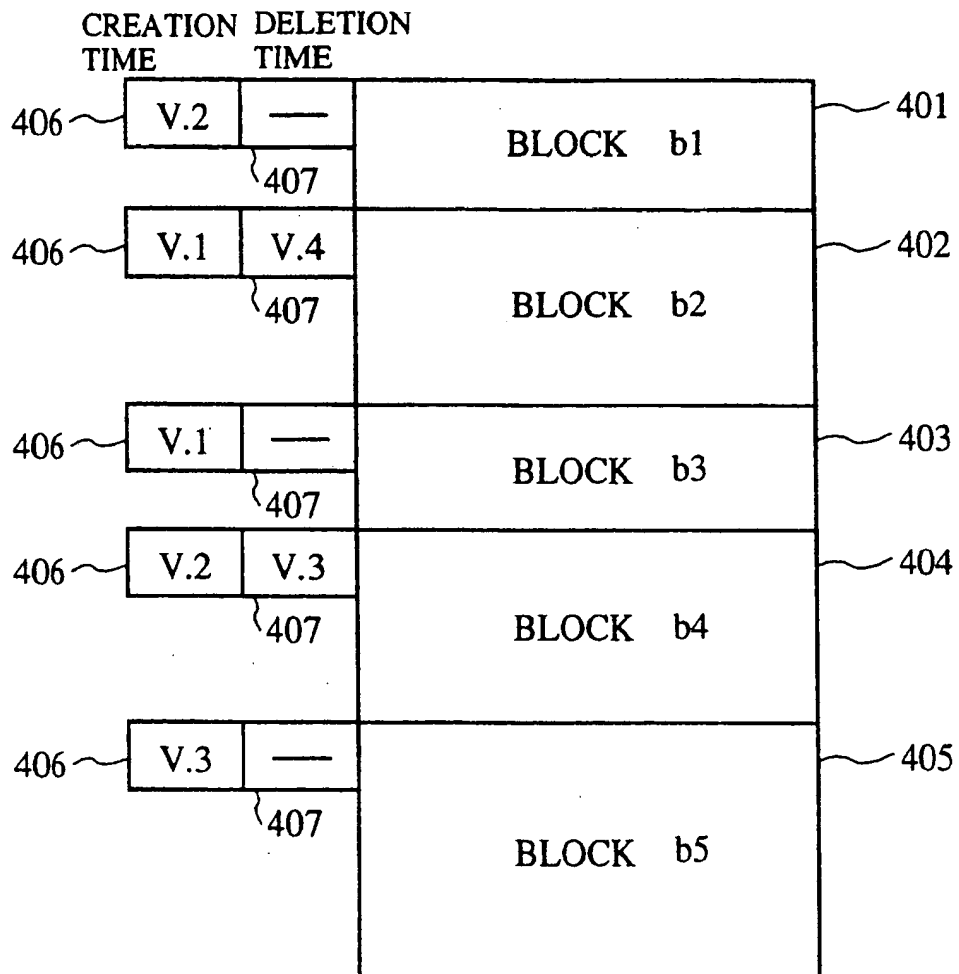 CREATION TIME
DELETION TIME
406 V.2 — BLOCK b1 401
407
406 V.1 V.4 BLOCK b2 402
407
406 V.1 — BLOCK b3 403
407
406 V.2 V.3 BLOCK b4 404
407
406 V.3 — BLOCK b5 405
407